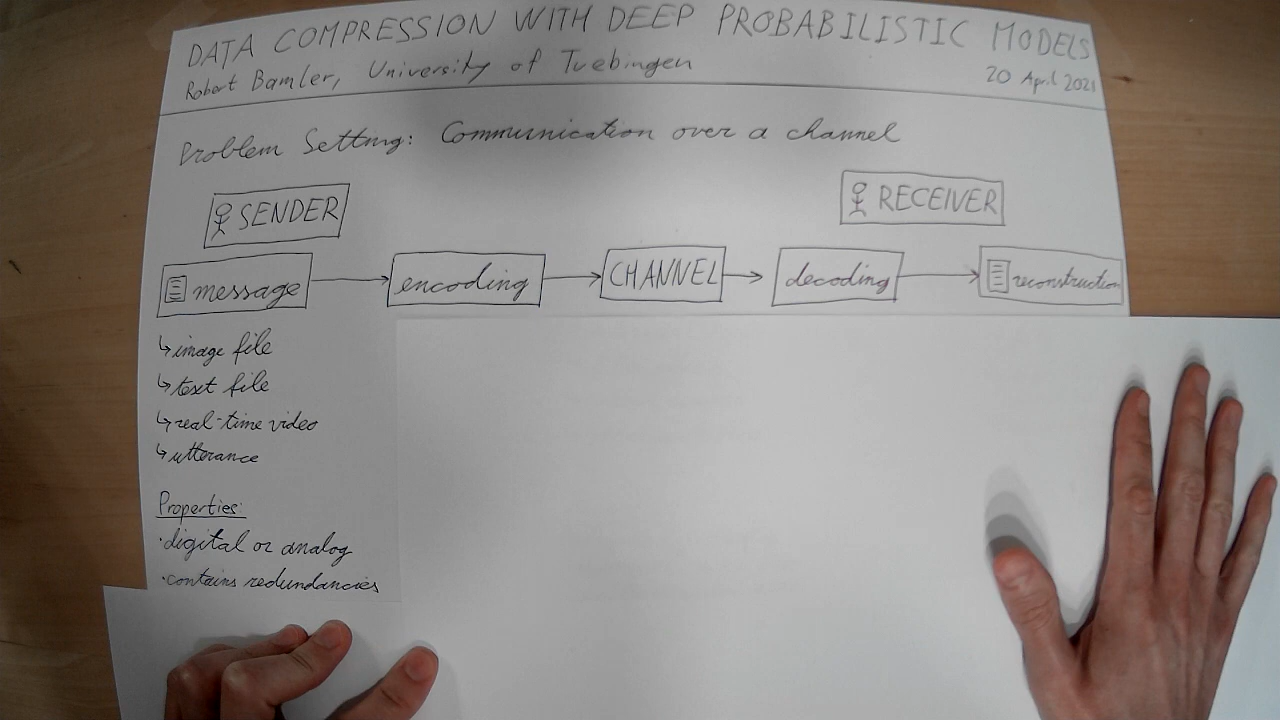 DATA COMPRESSION WITH DEEP PROBABILISTIC MODELS
Robert Bamler, University of Tuebingen
20 April 2021
Problem Setting: Communication over a channel
SENDER
RECEIVER
message
encoding
CHANNEL
decoding
reconstruction
↳ image file
↳ text file
↳ real-time video
↳ utterance
Properties:
· digital or analog
· contains redundancies